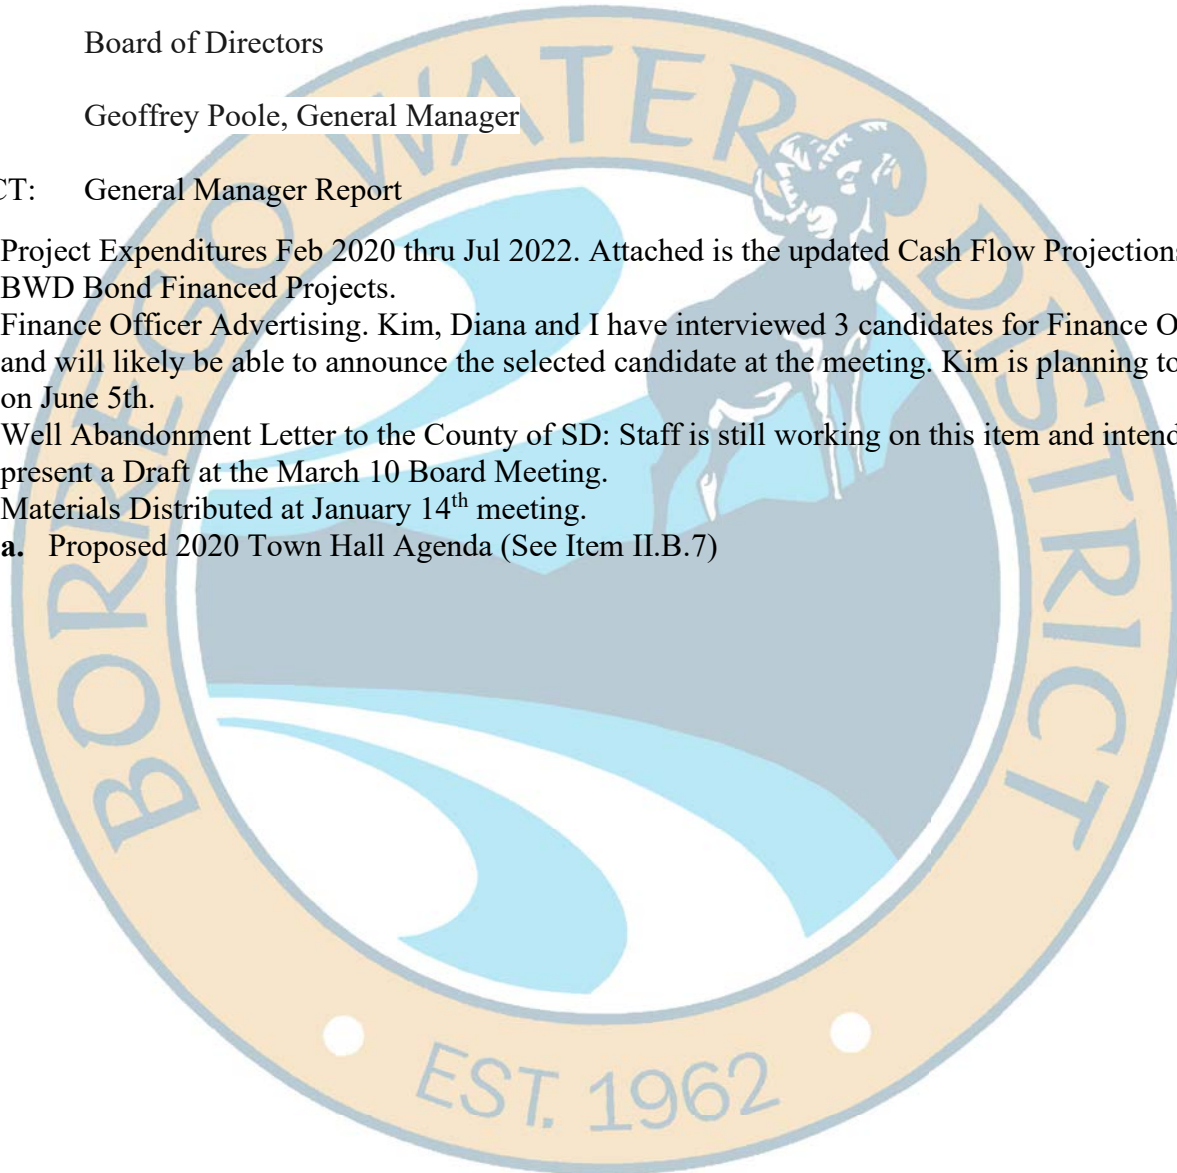 Board of Directors
Geoffrey Poole, General Manager
CT: General Manager Report
Project Expenditures Feb 2020 thru Jul 2022. Attached is the updated Cash Flow Projections
BWD Bond Financed Projects.
Finance Officer Advertising. Kim, Diana and I have interviewed 3 candidates for Finance O
and will likely be able to announce the selected candidate at the meeting. Kim is planning to
on June 5th.
Well Abandonment Letter to the County of SD: Staff is still working on this item and intend
present a Draft at the March 10 Board Meeting.
Materials Distributed at January 14th meeting.
a. Proposed 2020 Town Hall Agenda (See Item II.B.7)
BORREGO WATER DISTRICT
EST. 1962